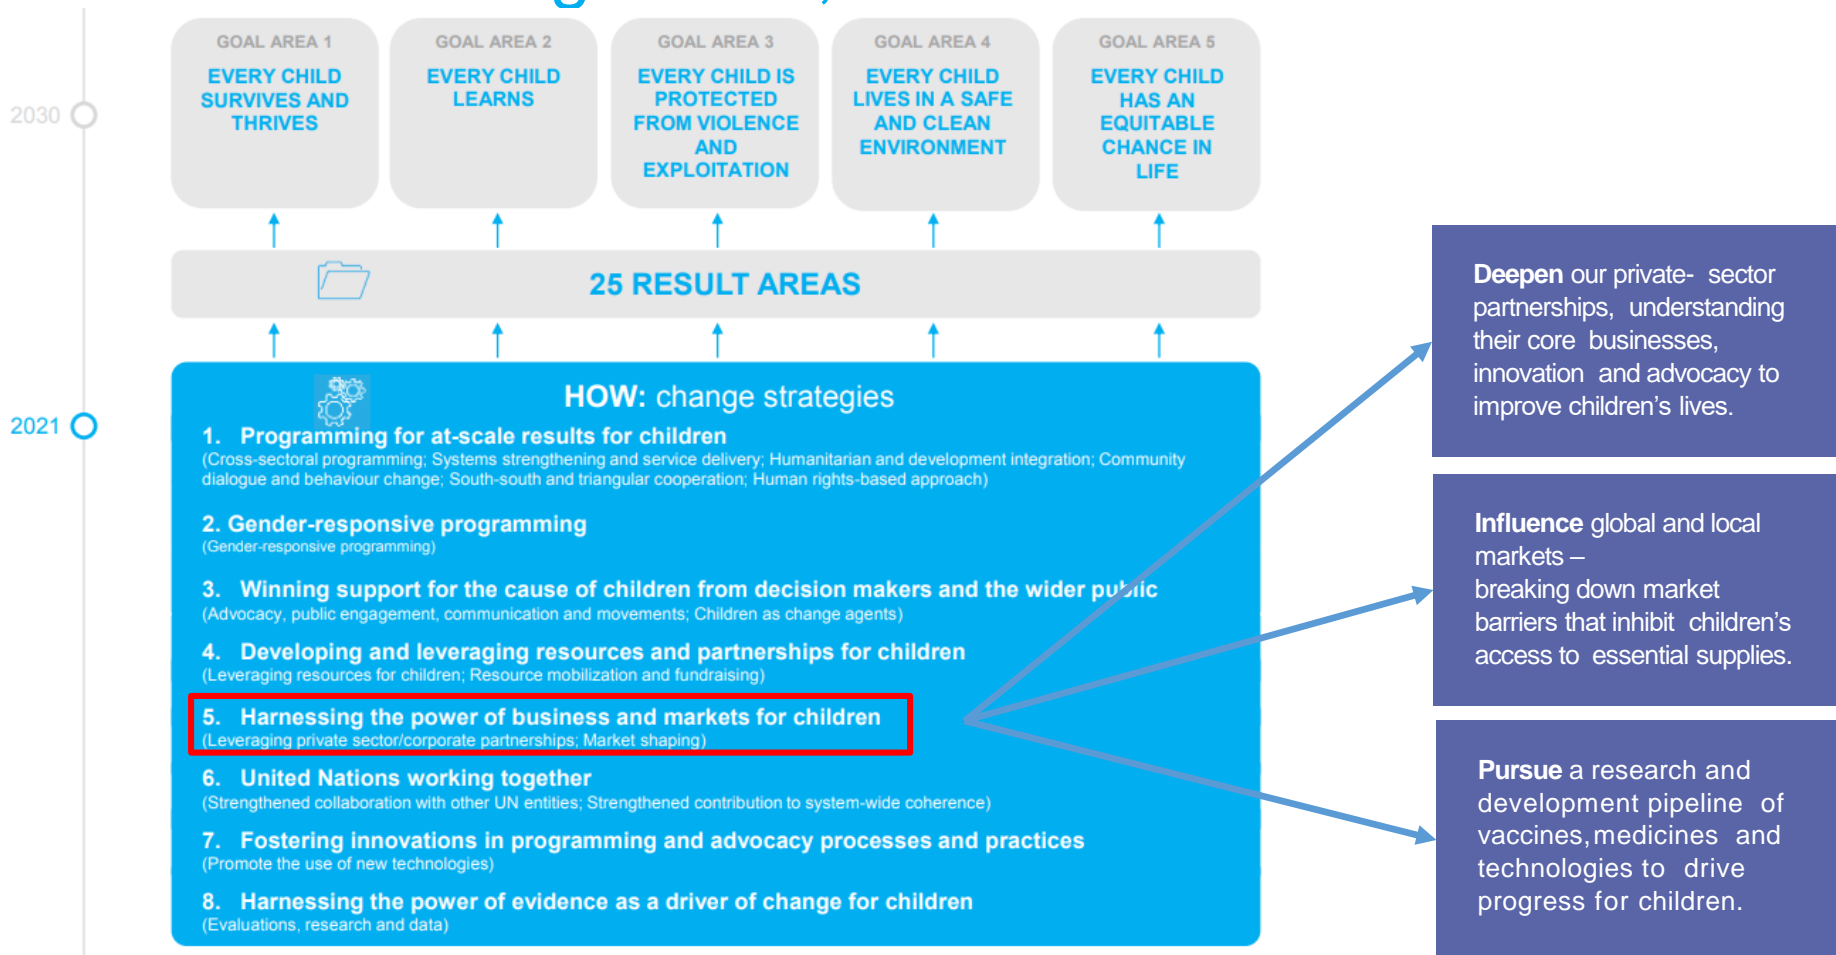 GOAL AREA 1
EVERY CHILD
SURVIVES AND
THRIVES
GOAL AREA 2
EVERY CHILD
LEARNS
GOAL AREA 3
EVERY CHILD IS
PROTECTED
FROM VIOLENCE
AND
EXPLOITATION
GOAL AREA 4
EVERY CHILD
LIVES IN A SAFE
AND CLEAN
ENVIRONMENT
GOAL AREA 5
EVERY CHILD
HAS AN
EQUITABLE
CHANCE IN
LIFE
2030
25 RESULT AREAS
2021
HOW: change strategies
1. Programming for at-scale results for children
(Cross-sectoral programming; Systems strengthening and service delivery; Humanitarian and development integration; Community
dialogue and behaviour change; South-south and triangular cooperation; Human rights-based approach)
2. Gender-responsive programming
(Gender-responsive programming)
3. Winning support for the cause of children from decision makers and the wider public
(Advocacy, public engagement, communication and movements; Children as change agents)
4. Developing and leveraging resources and partnerships for children
(Leveraging resources for children; Resource mobilization and fundraising)
5. Harnessing the power of business and markets for children
(Leveraging private sector/corporate partnerships; Market shaping)
6. United Nations working together
(Strengthened collaboration with other UN entities; Strengthened contribution to system-wide coherence)
7. Fostering innovations in programming and advocacy processes and practices
(Promote the use of new technologies)
8. Harnessing the power of evidence as a driver of change for children
(Evaluations, research and data)
Deepen our private- sector
partnerships, understanding
their core businesses,
innovation and advocacy to
improve children's lives.
Influence global and local
markets –
breaking down market
barriers that inhibit children's
access to essential supplies.
Pursue a research and
development pipeline of
vaccines, medicines and
technologies to drive
progress for children.